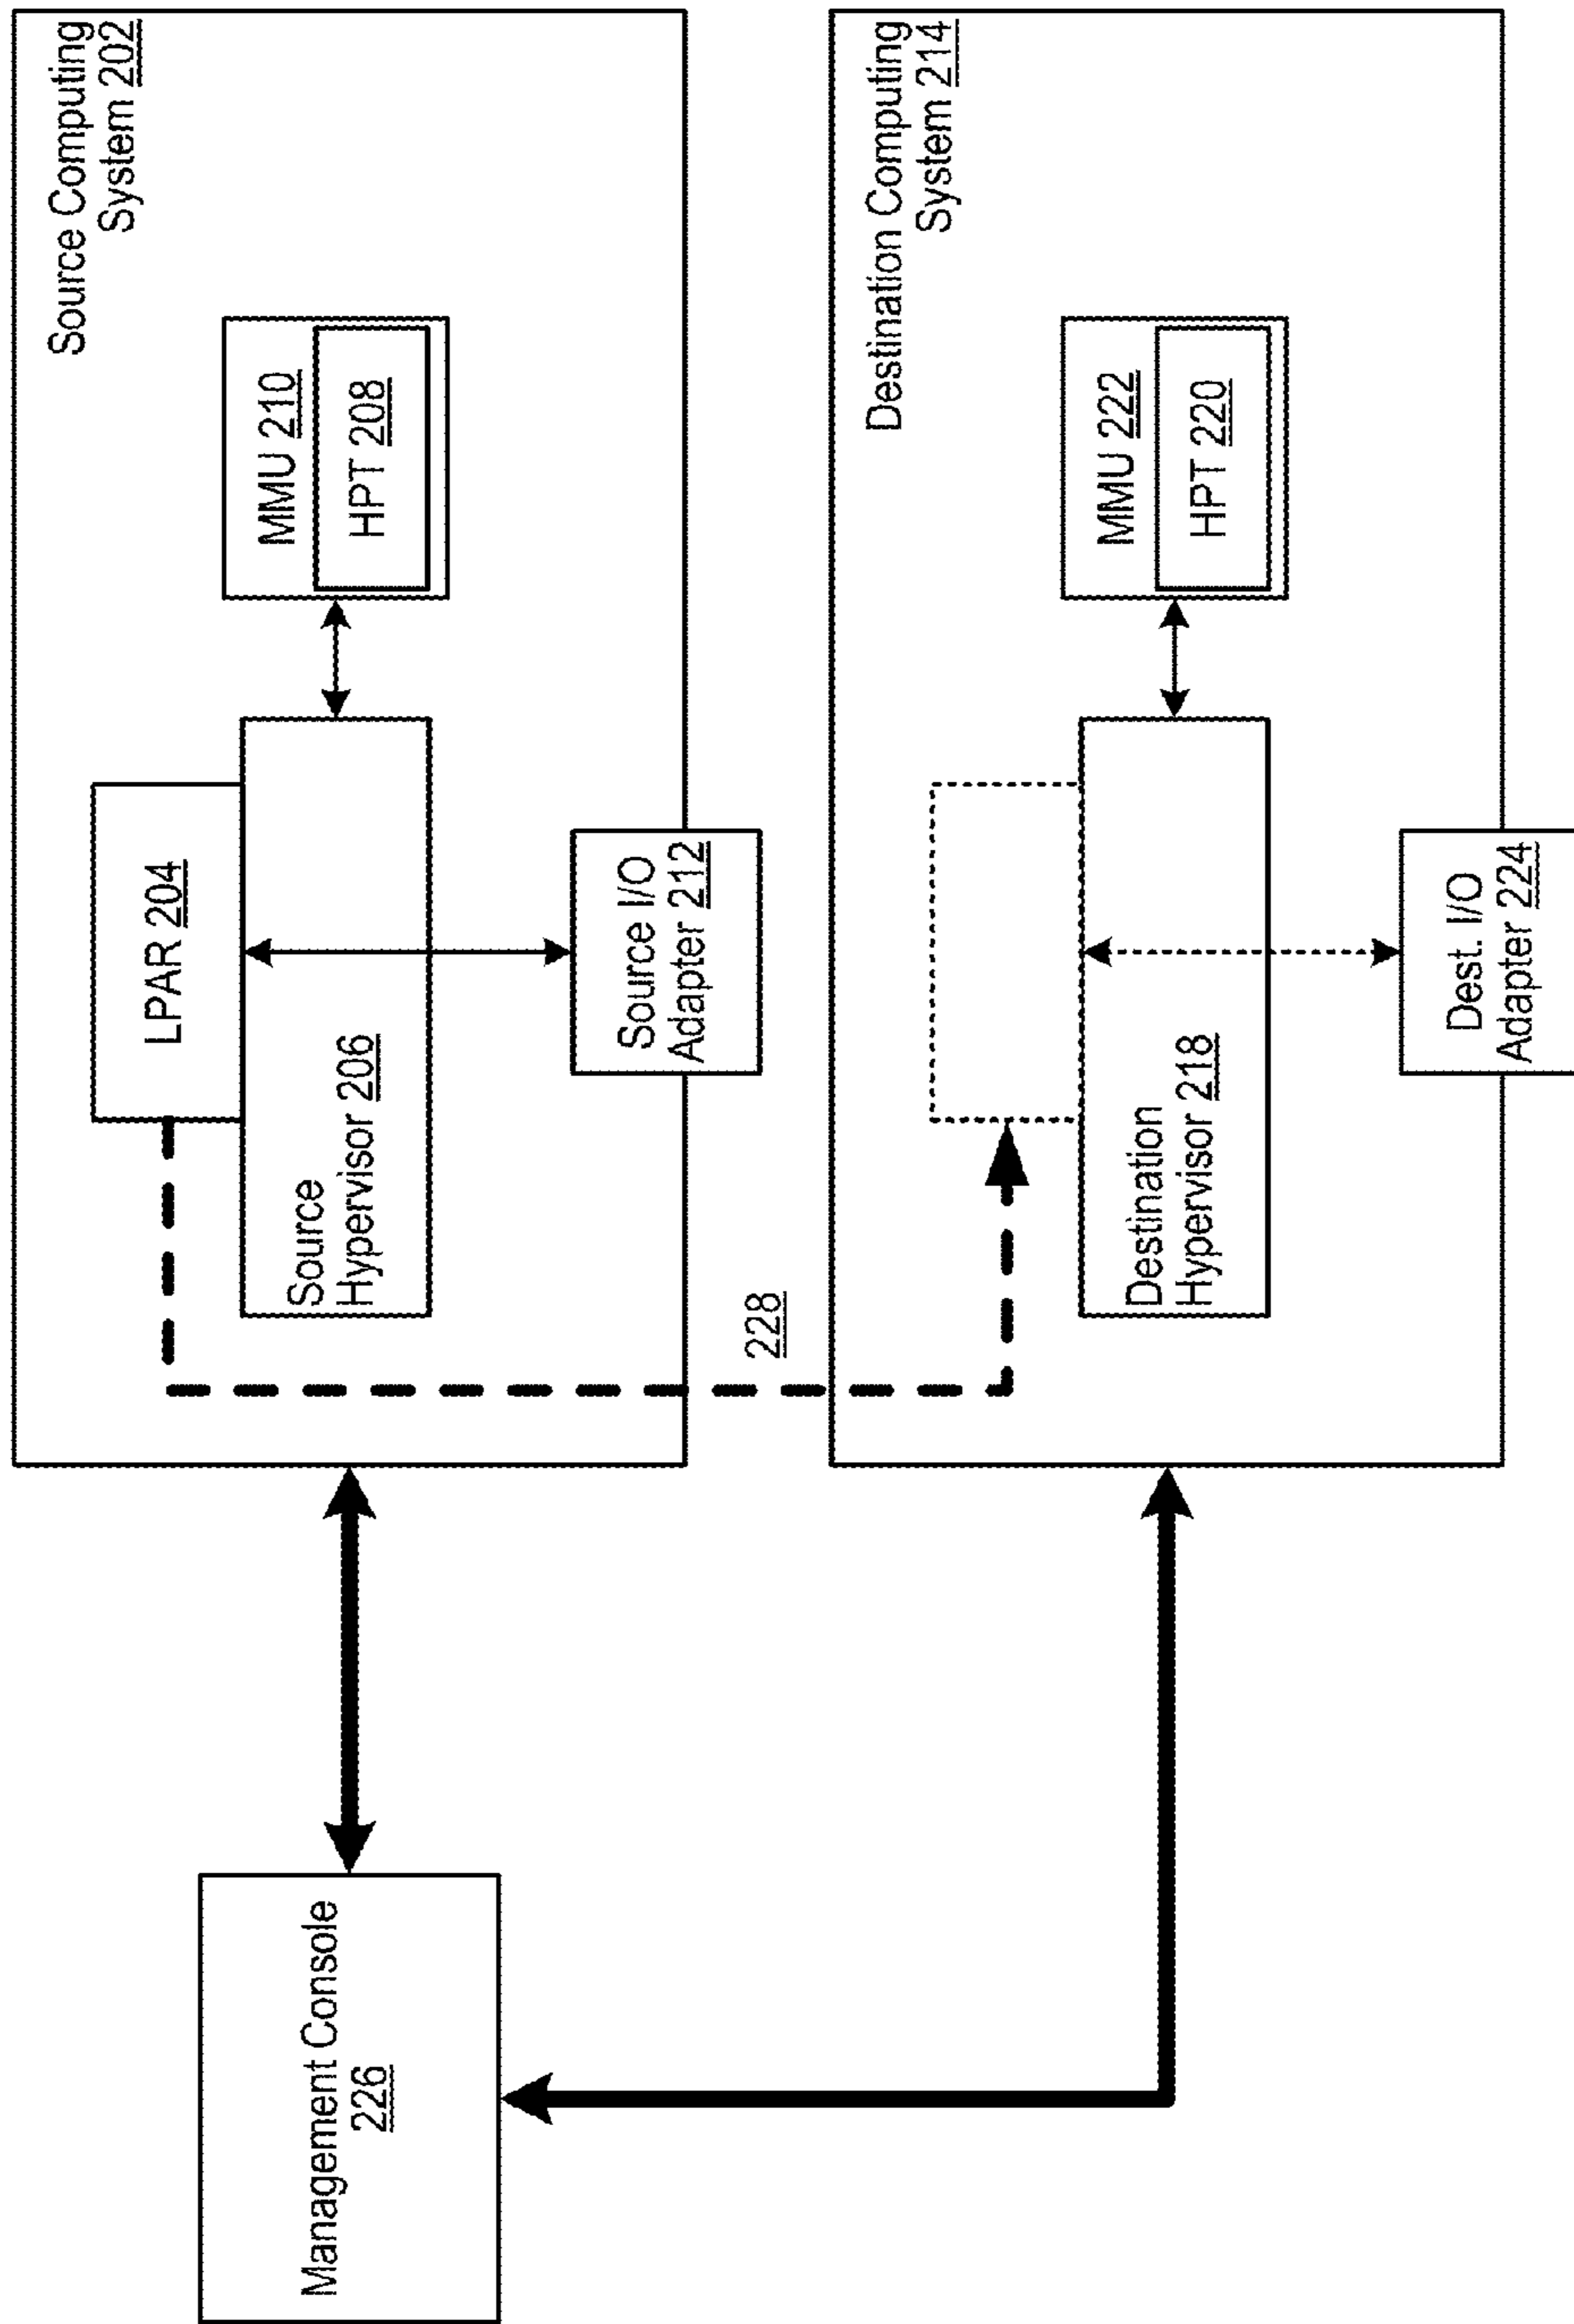 Management Console
226
Source Computing
System 202
LPAR 204
Source
Hypervisor 206
MMU 210
HPT 208
Source I/O
Adapter 212
228
Destination Computing
System 214
Destination
Hypervisor 218
MMU 222
HPT 220
Dest. I/O
Adapter 224